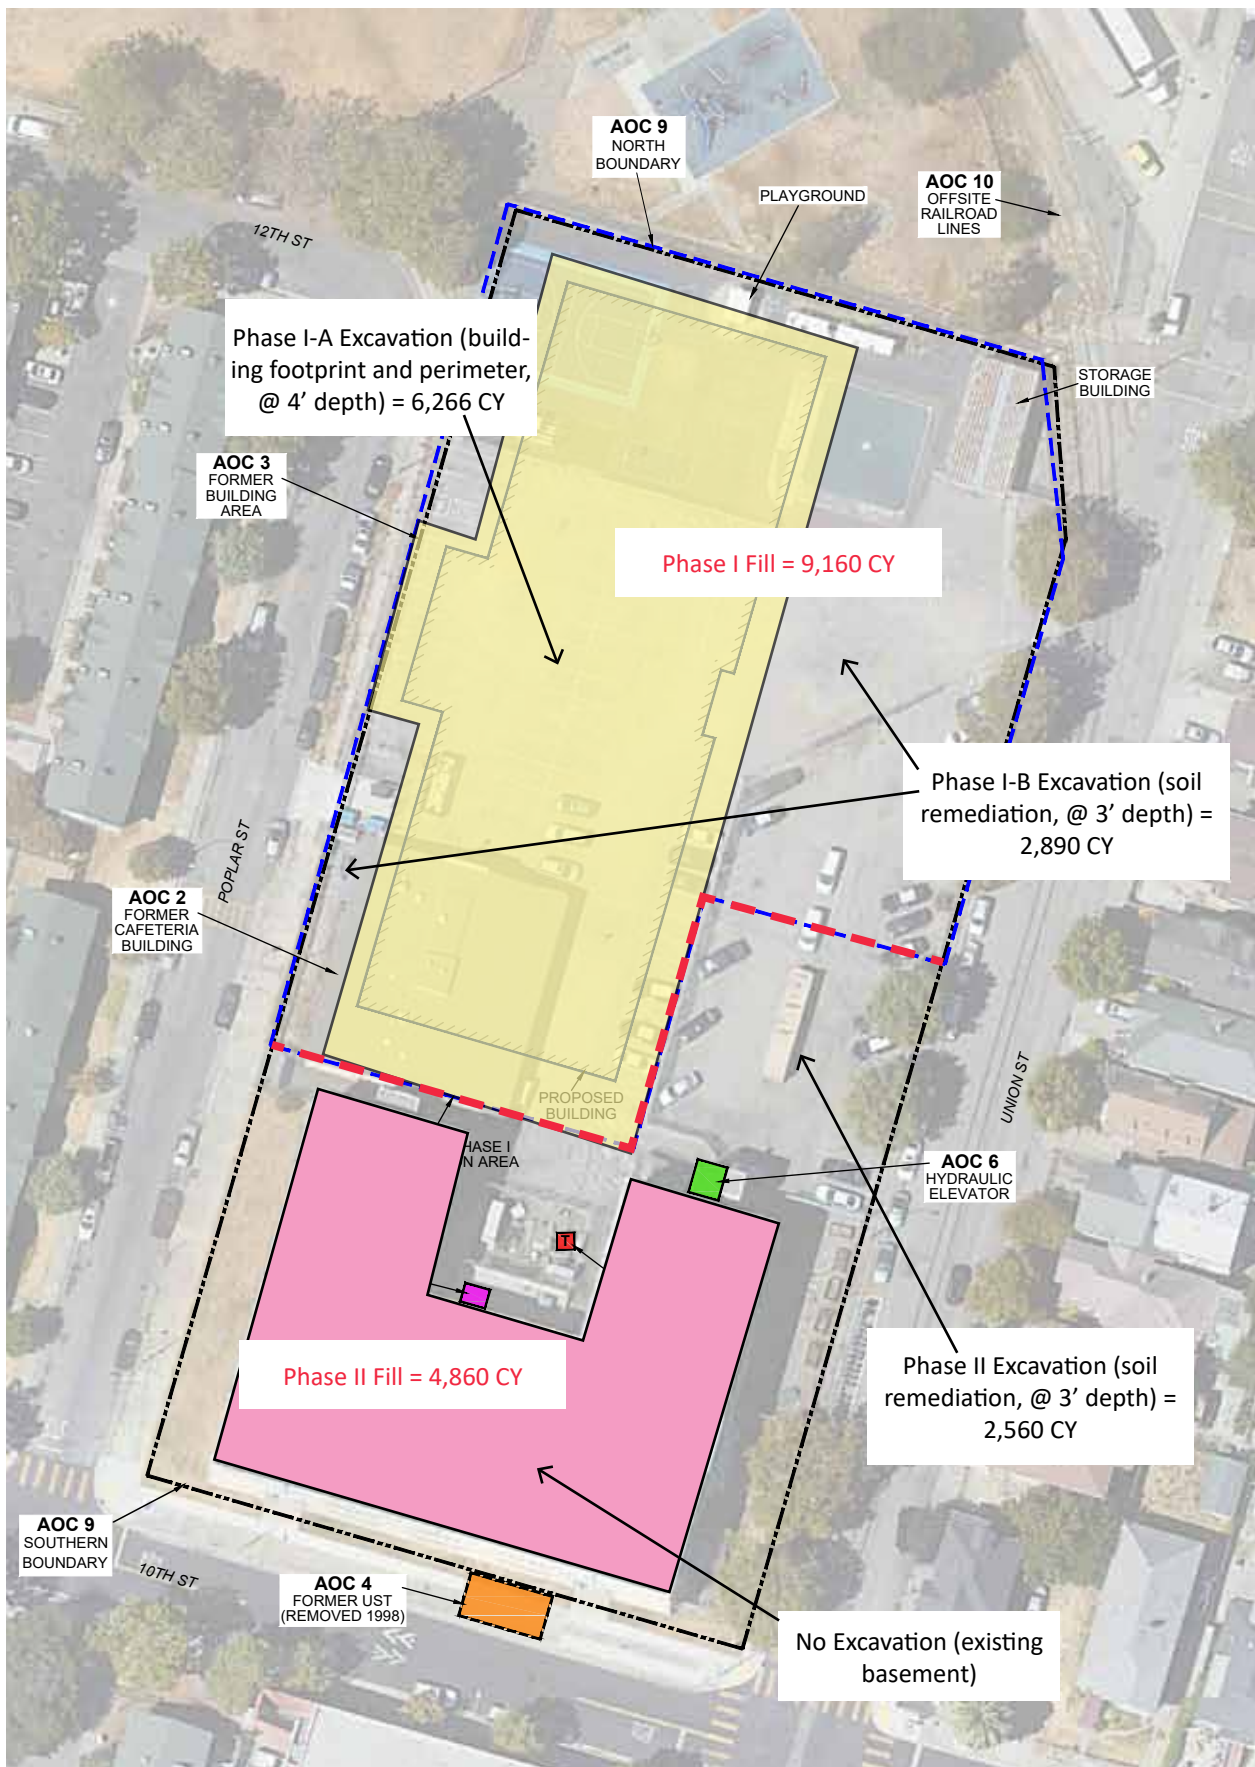 AOC 9
NORTH
BOUNDARY
PLAYGROUND
AOC 10
OFFSITE
RAILROAD
LINES
12TH ST
Phase I-A Excavation (build-
ing footprint and perimeter,
@ 4’ depth) = 6,266 CY
STORAGE
BUILDING
AOC 3
FORMER
BUILDING
AREA
Phase I Fill = 9,160 CY
Phase I-B Excavation (soil
remediation, @ 3’ depth) =
2,890 CY
POPLAR ST
AOC 2
FORMER
CAFETERIA
BUILDING
UNION ST
PROPOSED
BUILDING
HASE I
N AREA
AOC 6
HYDRAULIC
ELEVATOR
T
Phase II Fill = 4,860 CY
Phase II Excavation (soil
remediation, @ 3’ depth) =
2,560 CY
AOC 9
SOUTHERN
BOUNDARY
10TH ST
AOC 4
FORMER UST
(REMOVED 1998)
No Excavation (existing
basement)